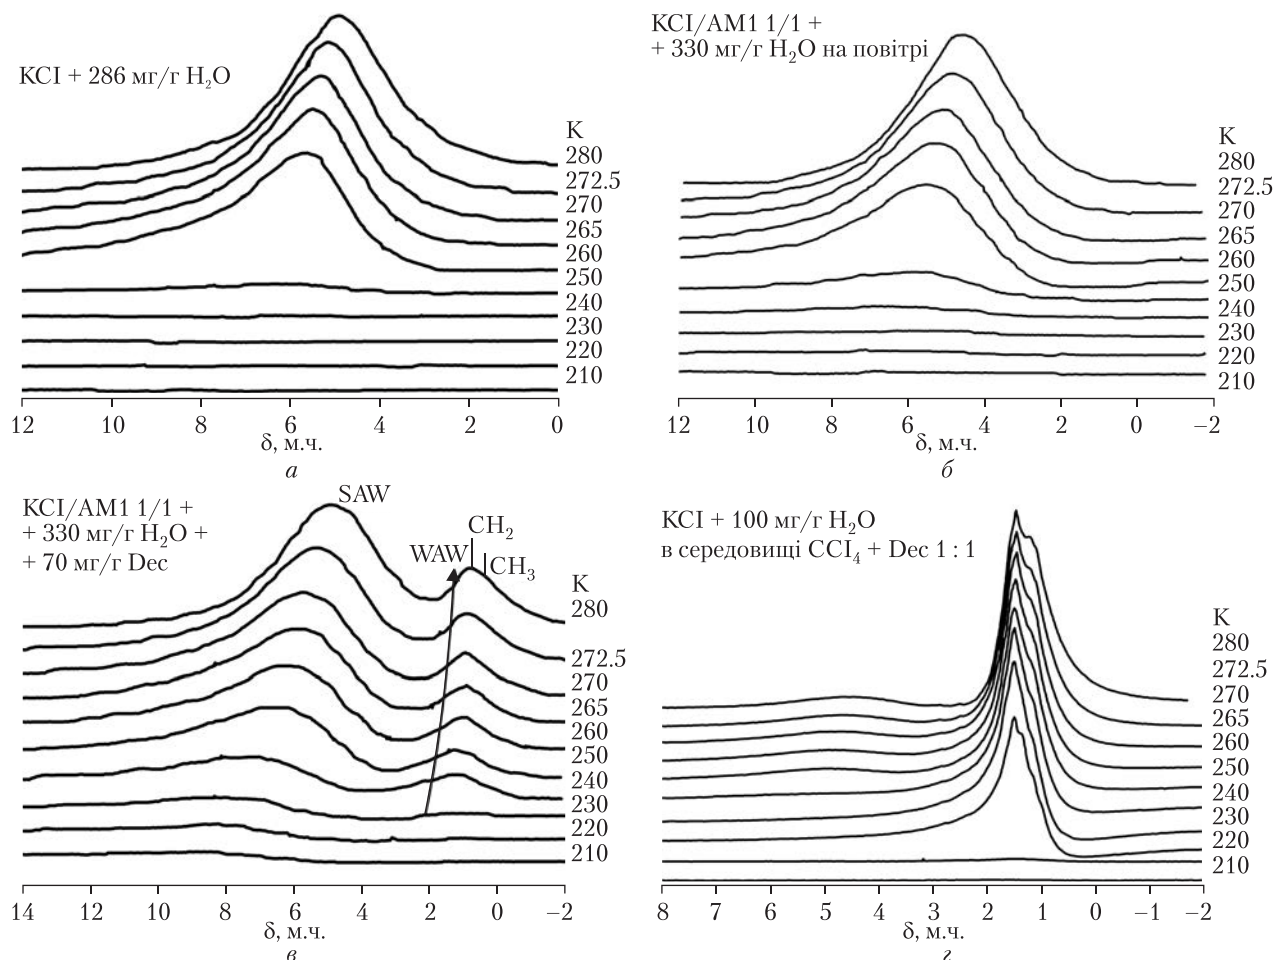 KCl + 286 мг/г H₂O
K
280
272.5
270
265
260
250
240
230
220
210
12 10 8 6 4 2 0
δ, м.ч.
а
KCl/AM1 1/1 +
+ 330 мг/г H₂O на повітрі
K
280
272.5
270
265
260
250
240
230
220
210
12 10 8 6 4 2 0 −2
δ, м.ч.
б
KCl/AM1 1/1 +
+ 330 мг/г H₂O +
+ 70 мг/г Dec
SAW
WAW
CH₂
CH₃
K
280
272.5
270
265
260
250
240
230
220
210
14 12 10 8 6 4 2 0 −2
δ, м.ч.
в
KCl + 100 мг/г H₂O
в середовищі CCl₄ + Dec 1 : 1
K
280
272.5
270
265
260
250
240
230
220
210
8 7 6 5 4 3 2 1 0 −1 −2
δ, м.ч.
г